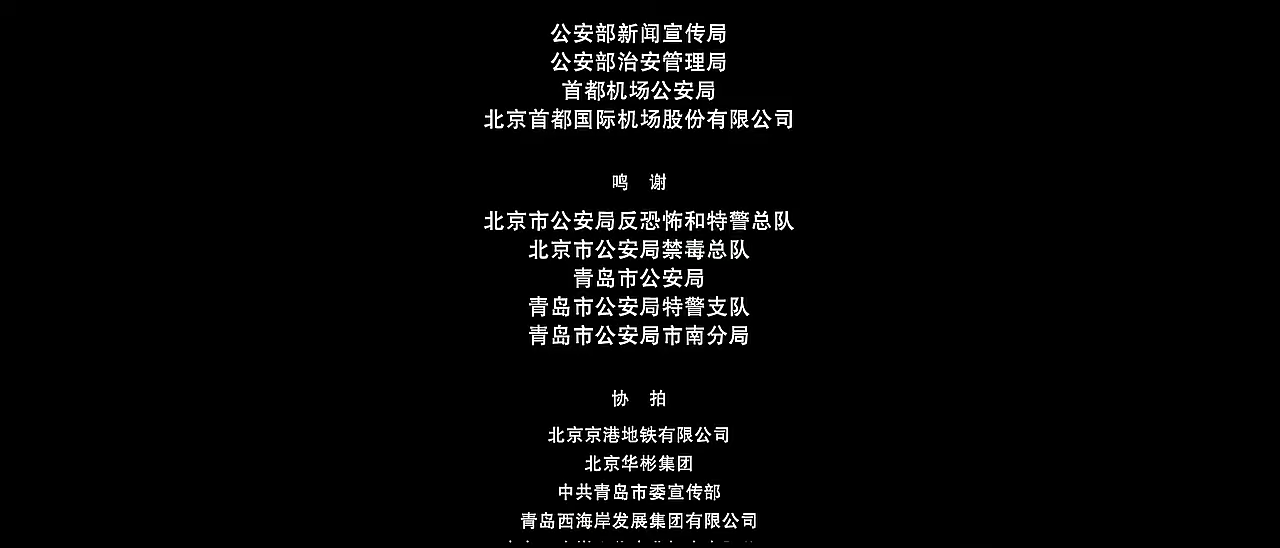 公安部新闻宣传局
公安部治安管理局
首都机场公安局
北京首都国际机场股份有限公司
鸣 谢
北京市公安局反恐怖和特警总队
北京市公安局禁毒总队
青岛市公安局
青岛市公安局特警支队
青岛市公安局市南分局
协 拍
北京京港地铁有限公司
北京华彬集团
中共青岛市委宣传部
青岛西海岸发展集团有限公司